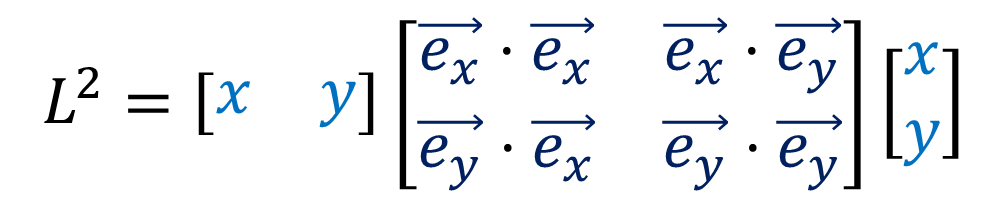 L² = [x y] [e⃗ₓ · e⃗ₓ e⃗ₓ · e⃗ᵧ; e⃗ᵧ · e⃗ₓ e⃗ᵧ · e⃗ᵧ] [x; y]